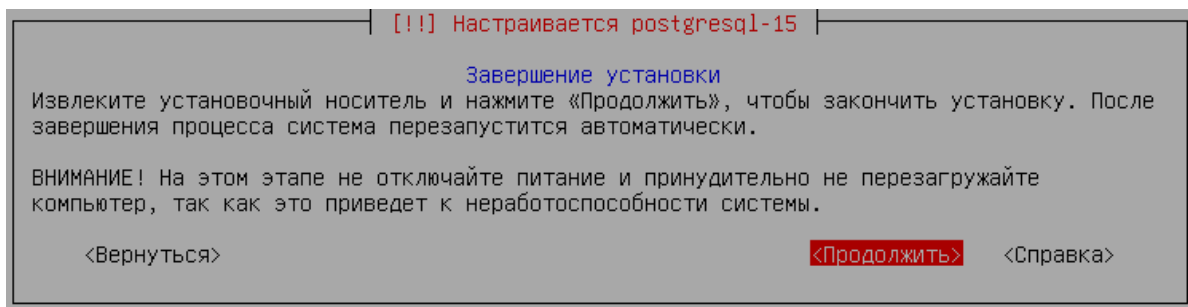 [!!] Настраивается postgresql-15
Завершение установки
Извлеките установочный носитель и нажмите «Продолжить», чтобы закончить установку. После
завершения процесса система перезапустится автоматически.
ВНИМАНИЕ! На этом этапе не отключайте питание и принудительно не перезагружайте
компьютер, так как это приведет к неработоспособности системы.
<Вернуться> <Продолжить> <Справка>